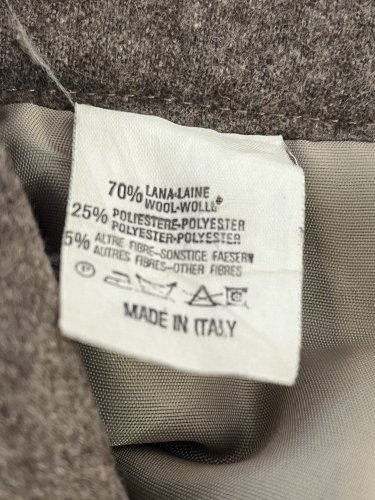 70% LANA-LAINE
WOOL-WOLLE
25% POLIESTERE-POLYESTER
POLYESTER-POLYESTER
5% ALTRE FIBRE-SONSTIGE FAESERN
AUTRES FIBRES-OTHER FIBRES
P A C
MADE IN ITALY